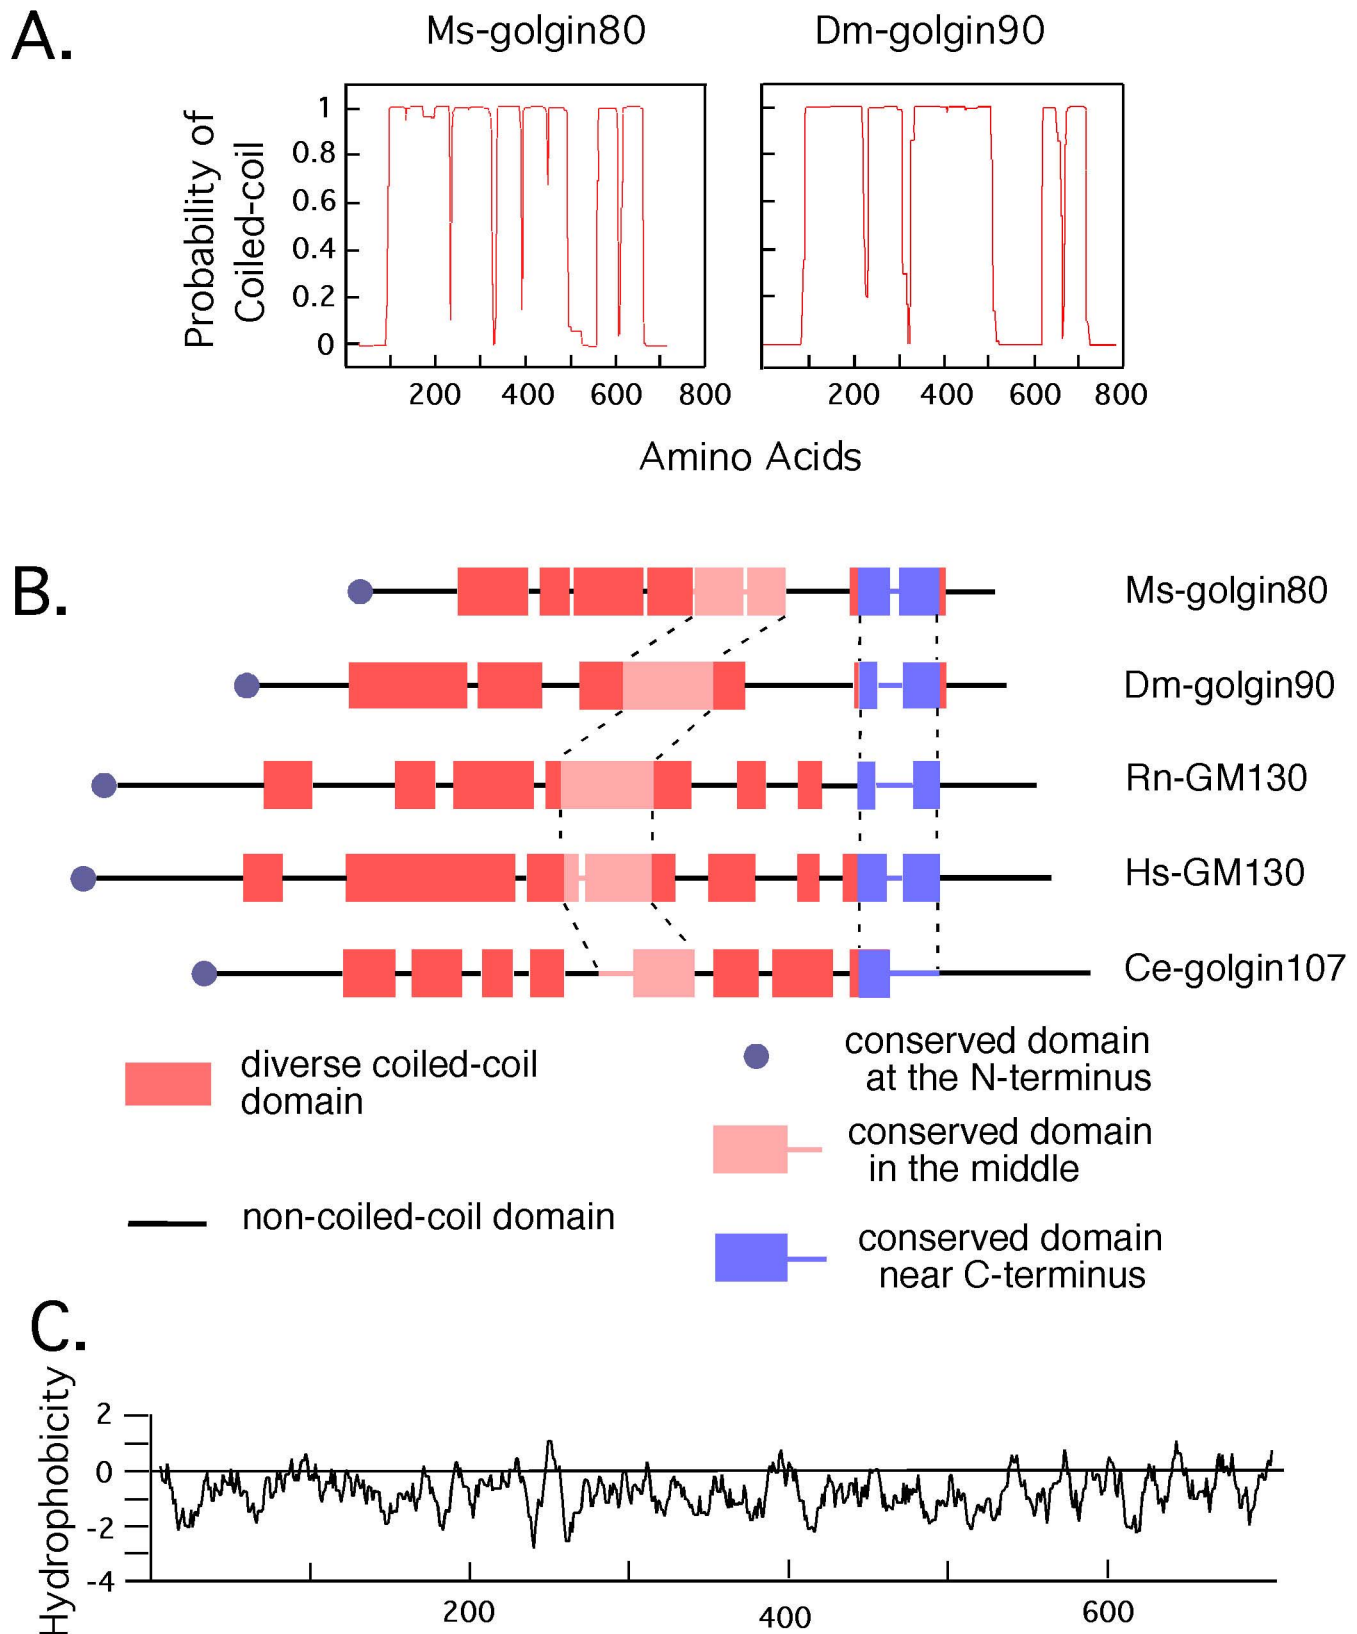 A.
Ms-golgin80
Dm-golgin90
Probability of
Coiled-coil
1
0.8
0.6
0.4
0.2
0
200 400 600 800
200 400 600 800
Amino Acids
B.
Ms-golgin80
Dm-golgin90
Rn-GM130
Hs-GM130
Ce-golgin107
diverse coiled-coil
domain
non-coiled-coil domain
conserved domain
at the N-terminus
conserved domain
in the middle
conserved domain
near C-terminus
C.
Hydrophobicity
2
0
-2
-4
200 400 600